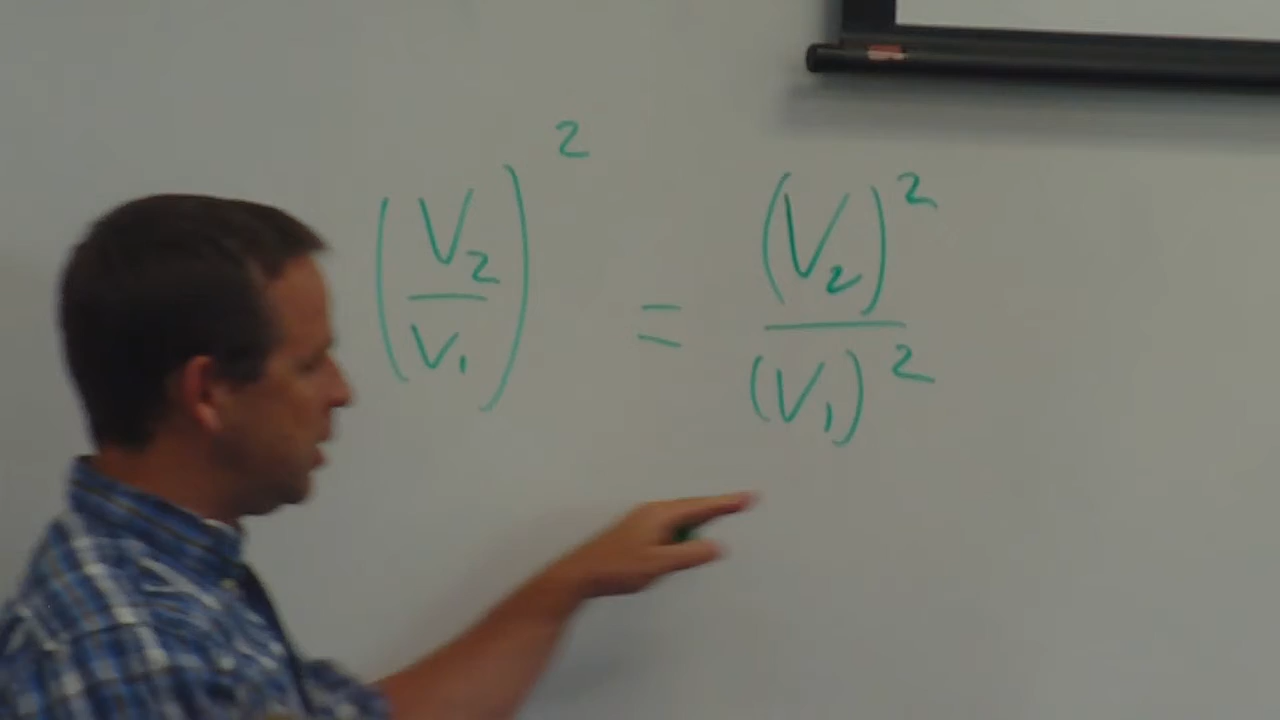 (V₂/V₁)² = (V₂)²/(V₁)²